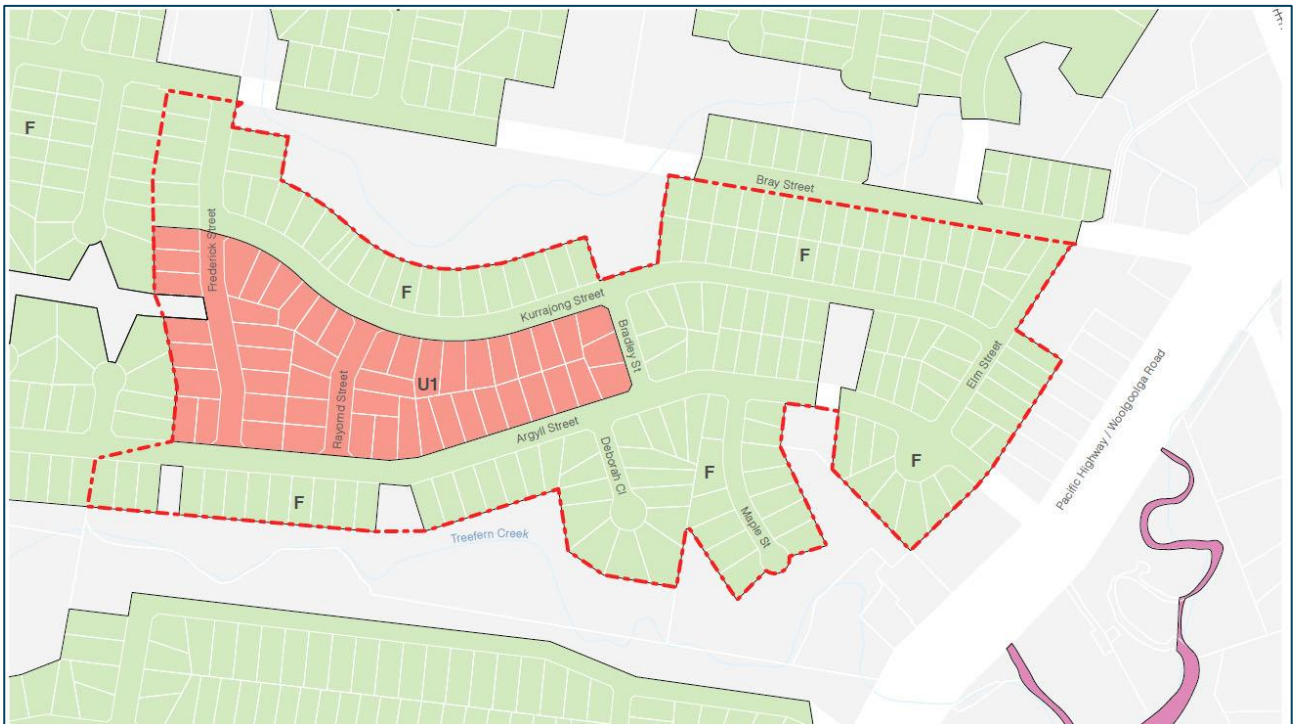 F
Bray Street
Frederick Street
F
F
Kurrajong Street
Bradley St
Elm Street
Rayornd Street
U1
Pacific Highway / Woolgoolga Road
Argyll Street
Deborah Cl
F
F
F
Maple St
Treefern Creek